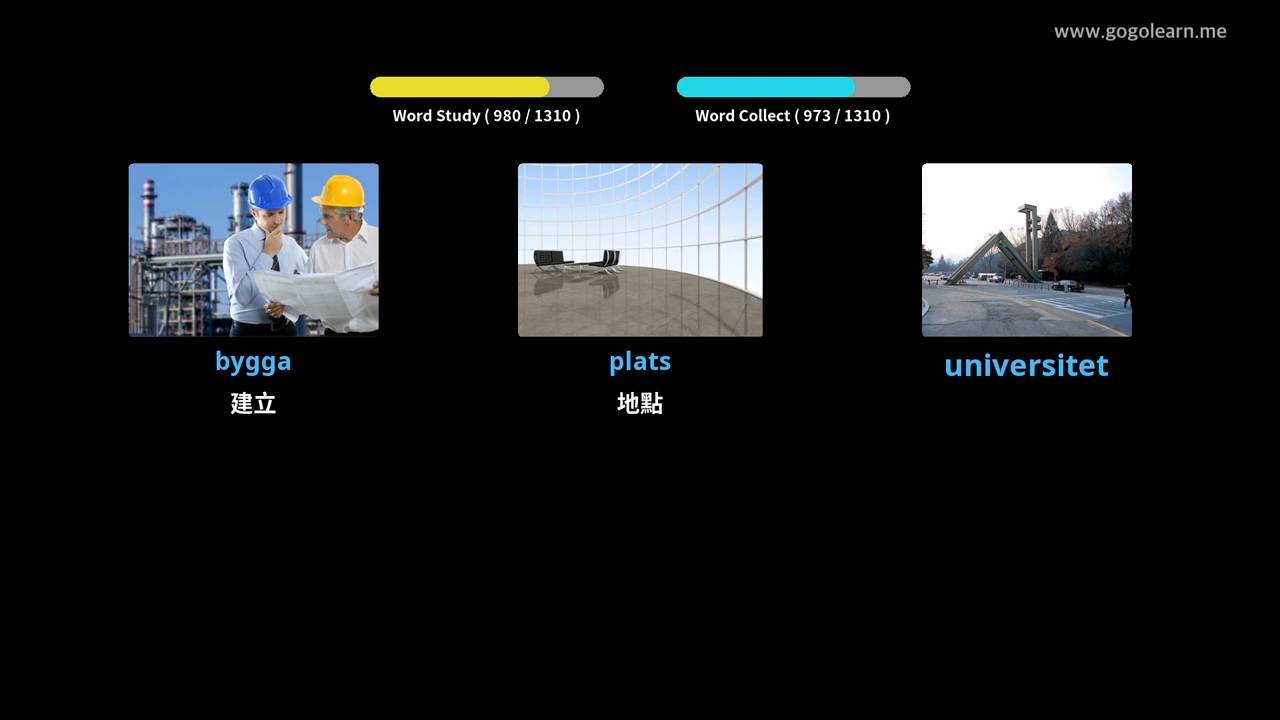 www.gogolearn.me
Word Study ( 980 / 1310 )
Word Collect ( 973 / 1310 )
bygga
建立
plats
地點
universitet